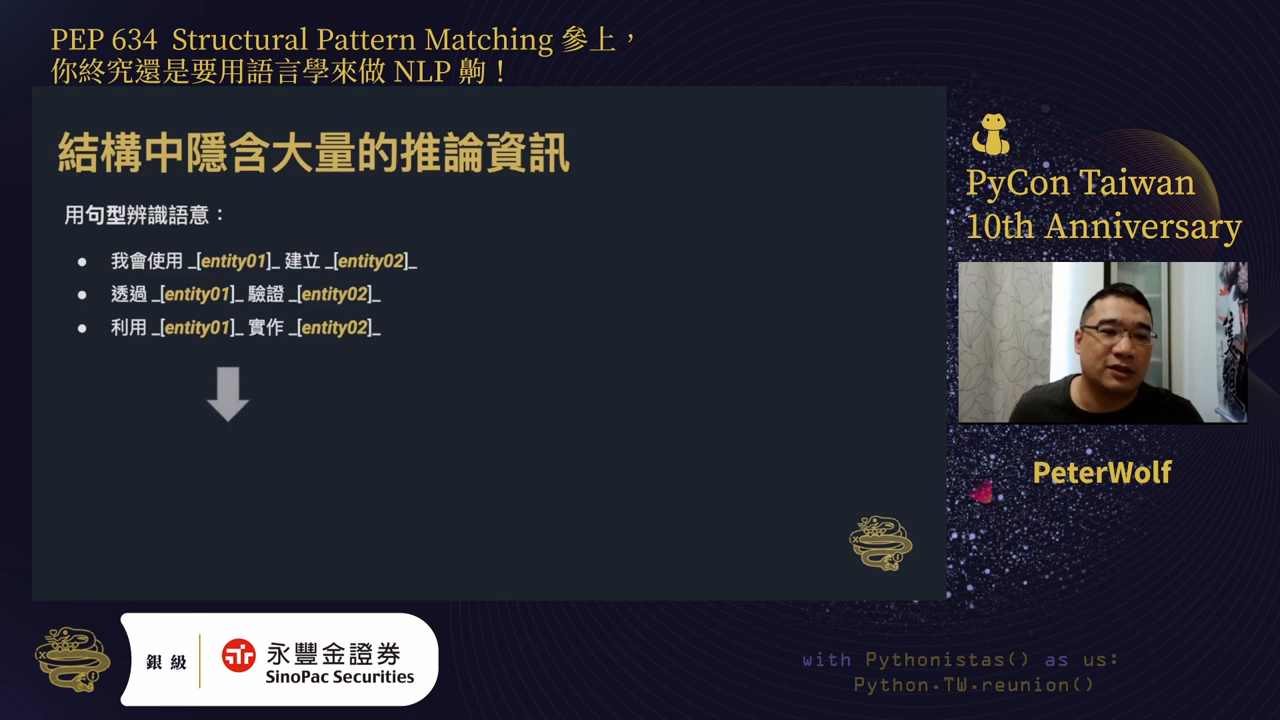 PEP 634 Structural Pattern Matching 參上，
你終究還是要用語言學來做 NLP 齁！
結構中隱含大量的推論資訊
用句型辨識語意：
● 我會使用 _[entity01]_ 建立 _[entity02]_
● 透過 _[entity01]_ 驗證 _[entity02]_
● 利用 _[entity01]_ 實作 _[entity02]_
PyCon Taiwan
10th Anniversary
PeterWolf
銀級
永豐金證券
SinoPac Securities
with Pythonistas() as us:
Python.TW.reunion()